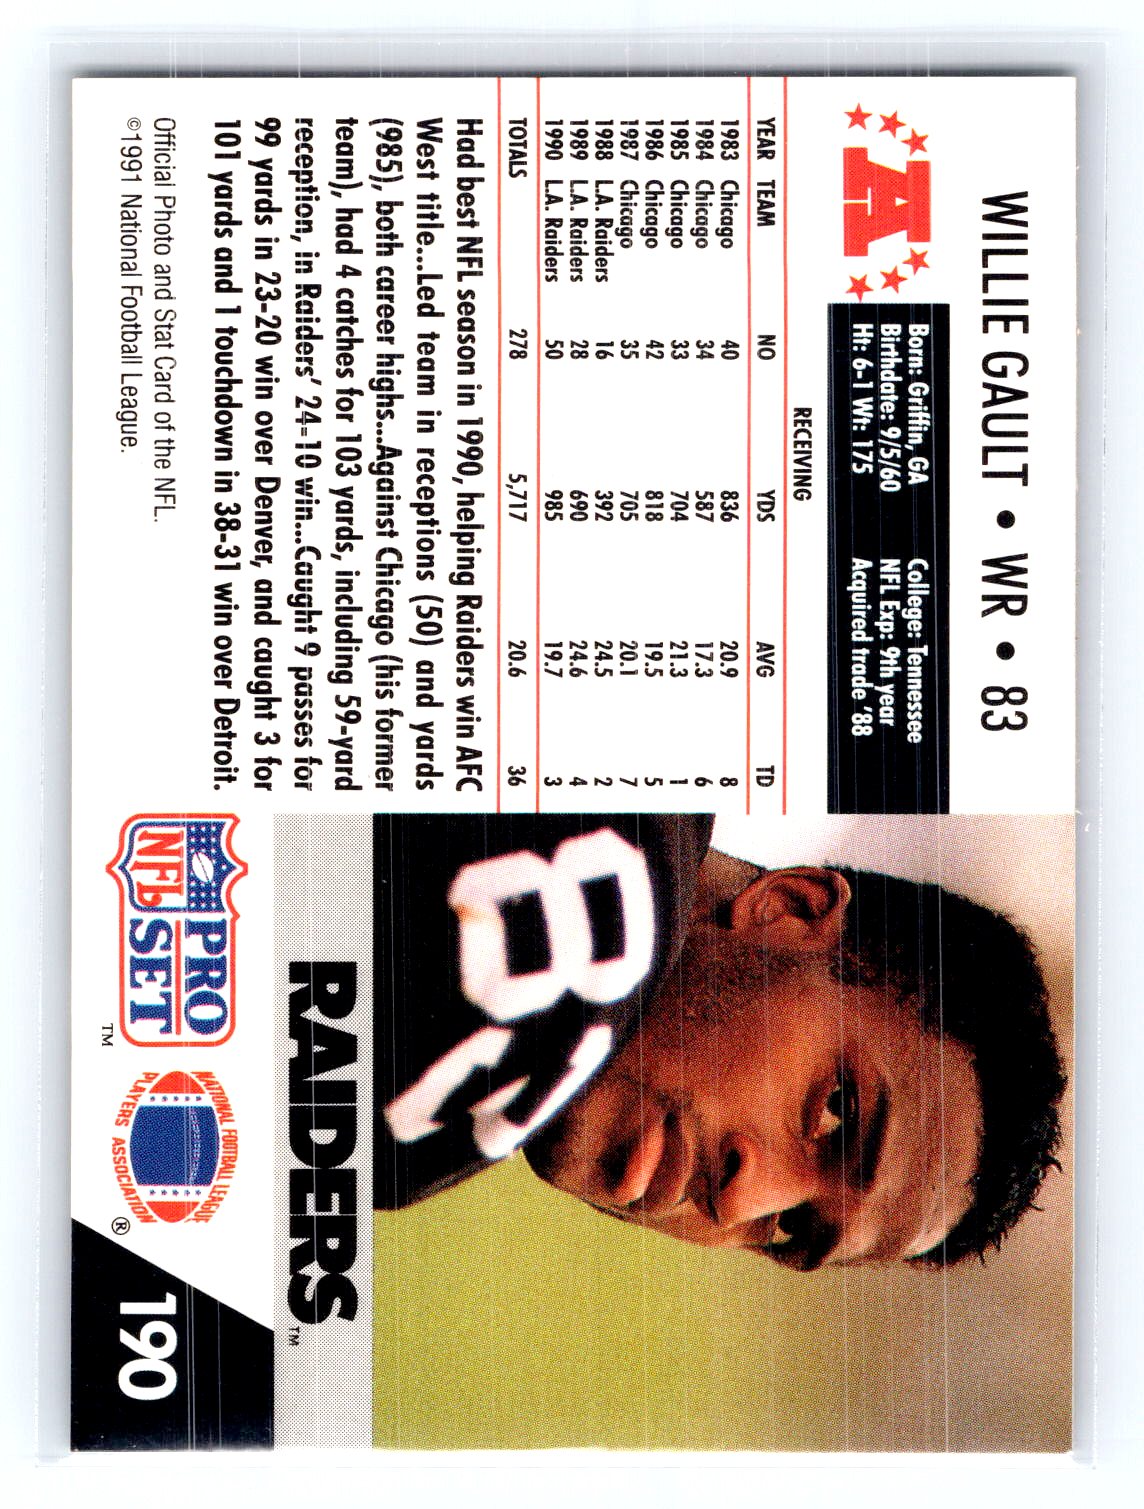 WILLIE GAULT • WR • 83
A
Born: Griffin, GA College: Tennessee
Birthdate: 9/5/60 NFL Exp: 9th year
Ht: 6-1 Wt: 175 Acquired trade '88
RECEIVING
YEAR TEAM NO YDS AVG TD
1983 Chicago 40 836 20.9 8
1984 Chicago 34 587 17.3 6
1985 Chicago 33 704 21.3 1
1986 Chicago 42 818 19.5 5
1987 Chicago 35 705 20.1 7
1988 L.A. Raiders 16 392 24.5 2
1989 L.A. Raiders 28 690 24.6 4
1990 L.A. Raiders 50 985 19.7 3
TOTALS 278 5,717 20.6 36
Had best NFL season in 1990, helping Raiders win AFC
West title...Led team in receptions (50) and yards
(985), both career highs...Against Chicago (his former
team), had 4 catches for 103 yards, including 59-yard
reception, in Raiders' 24-10 win...Caught 9 passes for
99 yards in 23-20 win over Denver, and caught 3 for
101 yards and 1 touchdown in 38-31 win over Detroit.
Official Photo and Stat Card of the NFL.
©1991 National Football League.
8
RAIDERS™
NFL PRO SET™
NATIONAL FOOTBALL LEAGUE
PLAYERS ASSOCIATION®
190